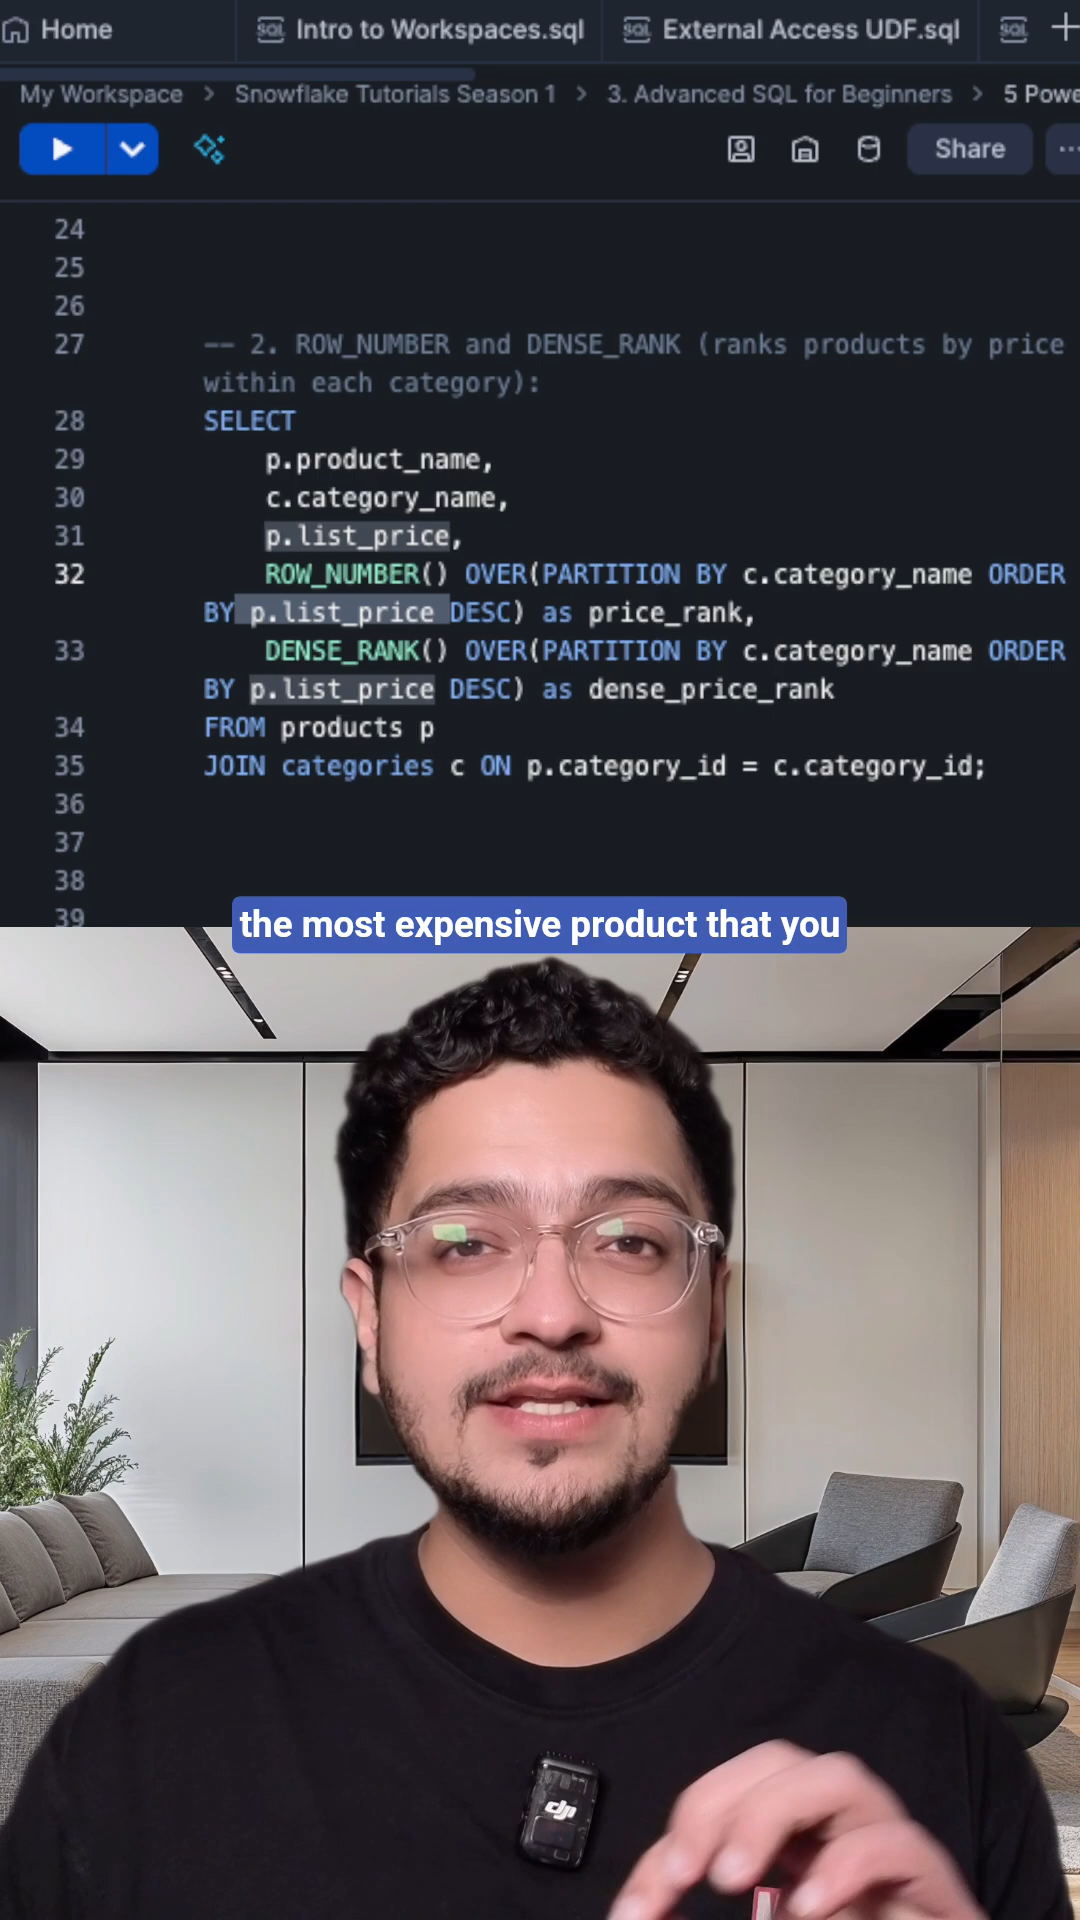 Home
Intro to Workspaces.sql
External Access UDF.sql
SQL
My Workspace > Snowflake Tutorials Season 1 > 3. Advanced SQL for Beginners > 5 Powe
Share
24
25
26
27 -- 2. ROW_NUMBER and DENSE_RANK (ranks products by price
within each category):
28 SELECT
29 p.product_name,
30 c.category_name,
31 p.list_price,
32 ROW_NUMBER() OVER(PARTITION BY c.category_name ORDER
BY p.list_price DESC) as price_rank,
33 DENSE_RANK() OVER(PARTITION BY c.category_name ORDER
BY p.list_price DESC) as dense_price_rank
34 FROM products p
35 JOIN categories c ON p.category_id = c.category_id;
36
37
38
39
the most expensive product that you
dji